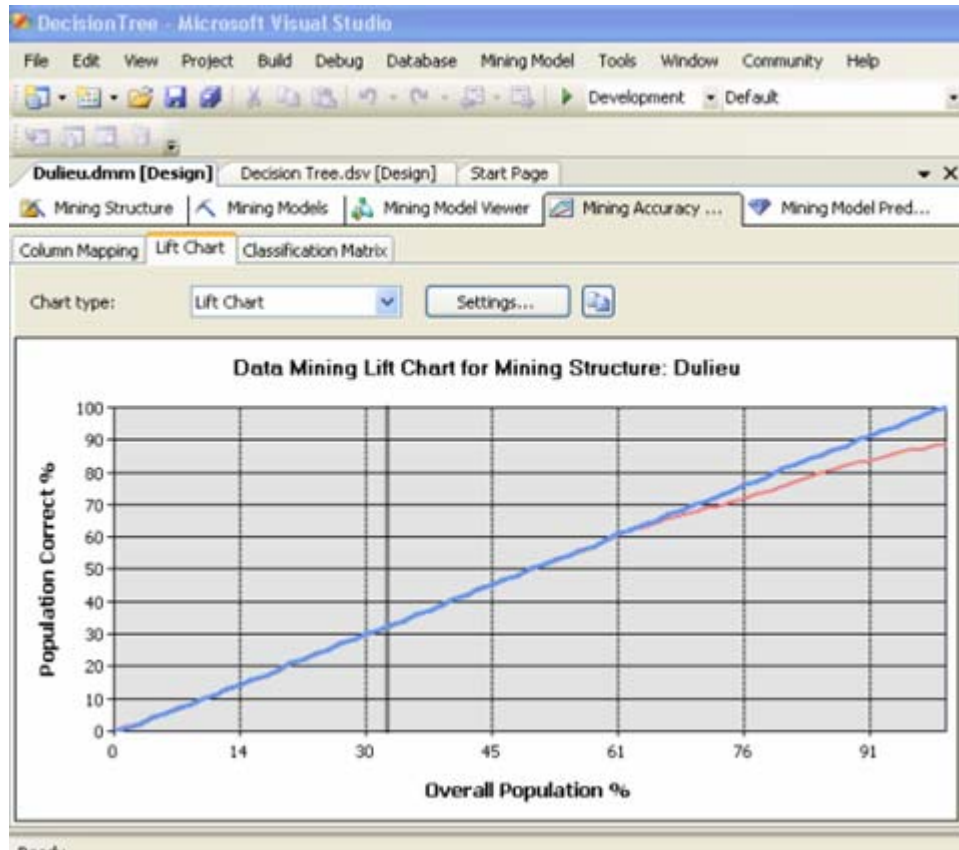 DecisionTree - Microsoft Visual Studio
File Edit View Project Build Debug Database Mining Model Tools Window Community Help
Development Default
Dulieu.dmm [Design] Decision Tree.dsv [Design] Start Page
Mining Structure Mining Models Mining Model Viewer Mining Accuracy ... Mining Model Pred...
Column Mapping Lift Chart Classification Matrix
Chart type: Lift Chart Settings...
Data Mining Lift Chart for Mining Structure: Dulieu
Population Correct %
100
90
80
70
60
50
40
30
20
10
0
0 14 30 45 61 76 91
Overall Population %